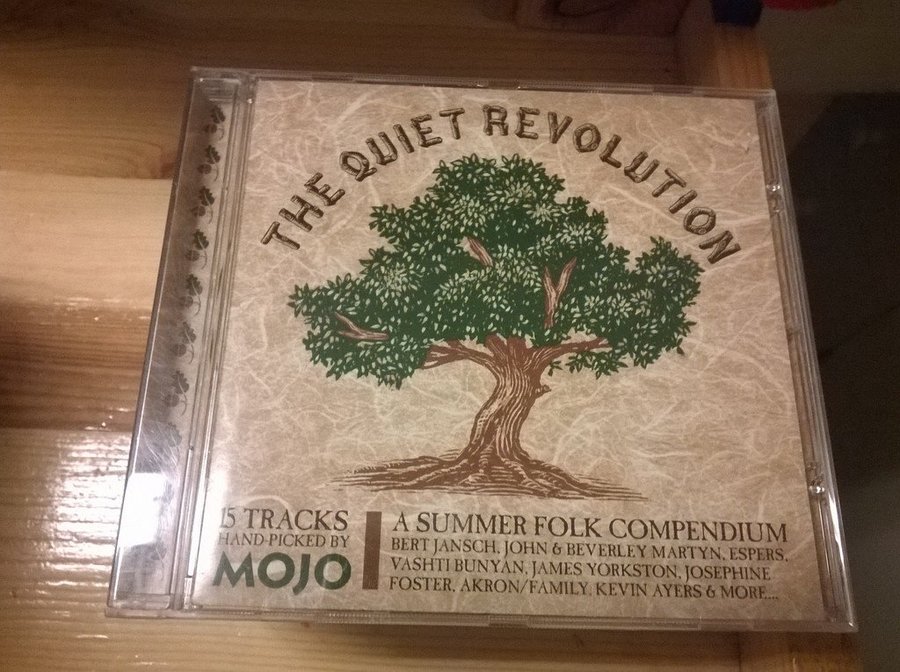 THE QUIET REVOLUTION
15 TRACKS
HAND-PICKED BY
MOJO
A SUMMER FOLK COMPENDIUM
BERT JANSCH, JOHN & BEVERLEY MARTYN, ESPERS,
VASHTI BUNYAN, JAMES YORKSTON, JOSEPHINE
FOSTER, AKRON/FAMILY, KEVIN AYERS & MORE....